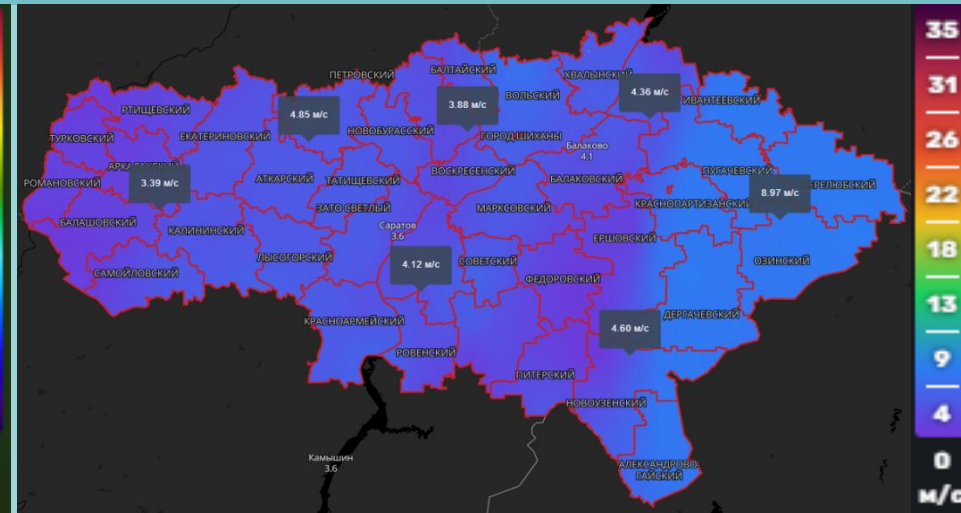 ПЕТРОВСКИЙ
БАЛТАЙСКИЙ
ХВАЛЫНСКИЙ
ВОЛЬСКИЙ
4.36 м/с
ИВАНТЕЕВСКИЙ
РТИЩЕВСКИЙ
4.85 м/с
3.88 м/с
ТУРКОВСКИЙ
ЕКАТЕРИНОВСКИЙ
НОВОБУРАССКИЙ
ГОРОД ШИХАНЫ
Балаково
4.1
РОМАНОВСКИЙ
3.39 м/с
АТКАРСКИЙ
ТАТИЩЕВСКИЙ
ВОСКРЕСЕНСКИЙ
БАЛАКОВСКИЙ
ПУГАЧЕВСКИЙ
8.97 м/с
БАЛАШОВСКИЙ
КАЛИНИНСКИЙ
ЗАТО СВЕТЛЫЙ
МАРКСОВСКИЙ
КРАСНОПАРТИЗАНСКИЙ
Саратов
3.6
ЕРШОВСКИЙ
САМОЙЛОВСКИЙ
ЛЫСОГОРСКИЙ
4.12 м/с
СОВЕТСКИЙ
ФЕДОРОВСКИЙ
ОЗИНСКИЙ
КРАСНОАРМЕЙСКИЙ
4.60 м/с
ДЕРГАЧЕВСКИЙ
РОВЕНСКИЙ
ПИТЕРСКИЙ
НОВОУЗЕНСКИЙ
Камышин
3.6
АЛЕКСАНДРОВО-
ГАЙСКИЙ
35
31
26
22
18
13
9
4
0
м/с